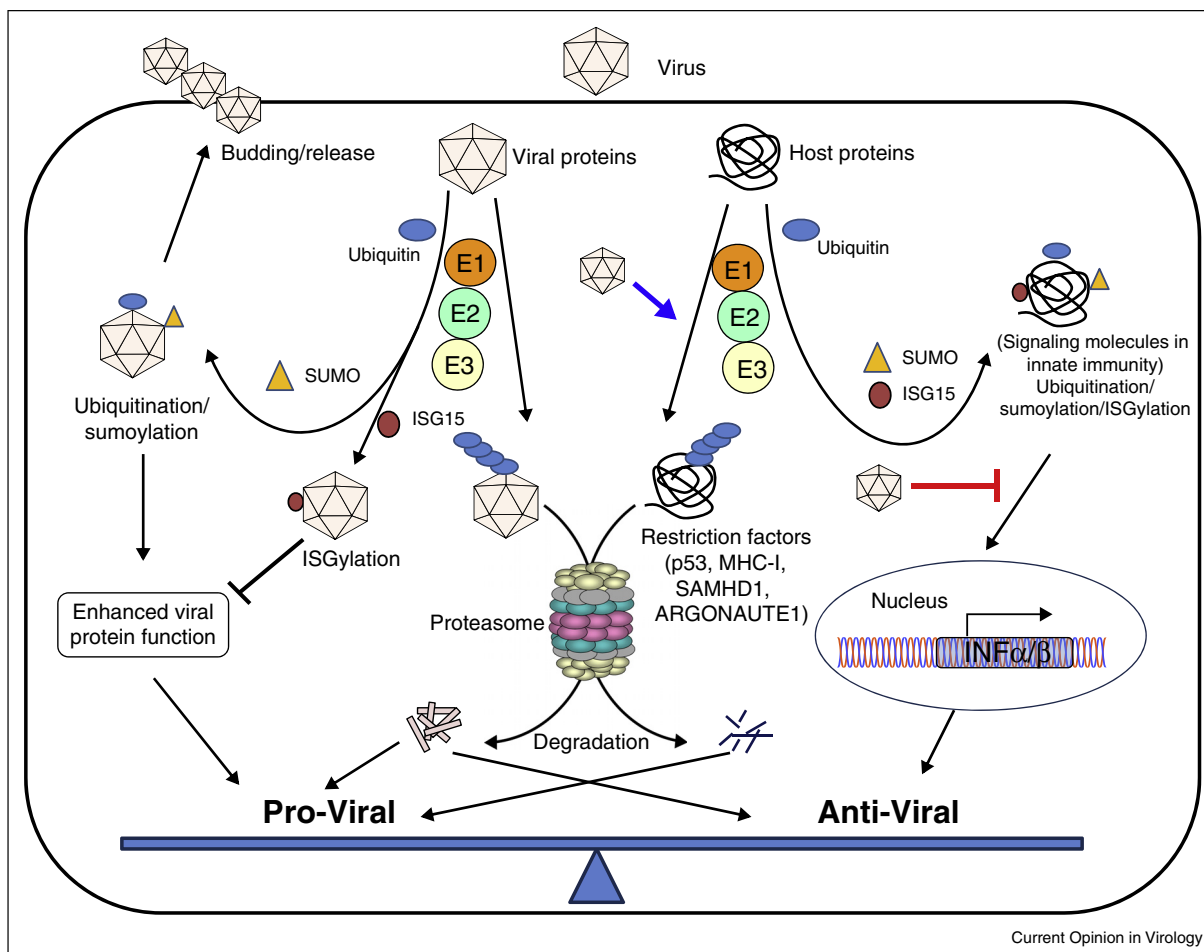 Virus
Budding/release
Viral proteins
Host proteins
Ubiquitin
E1
E2
E3
SUMO
ISG15
Ubiquitination/
sumoylation
ISGylation
Enhanced viral
protein function
Ubiquitin
E1
E2
E3
SUMO
ISG15
(Signaling molecules in
innate immunity)
Ubiquitination/
sumoylation/ISGylation
Restriction factors
(p53, MHC-I,
SAMHD1,
ARGONAUTE1)
Proteasome
Nucleus
INFα/β
Degradation
Pro-Viral
Anti-Viral
Current Opinion in Virology